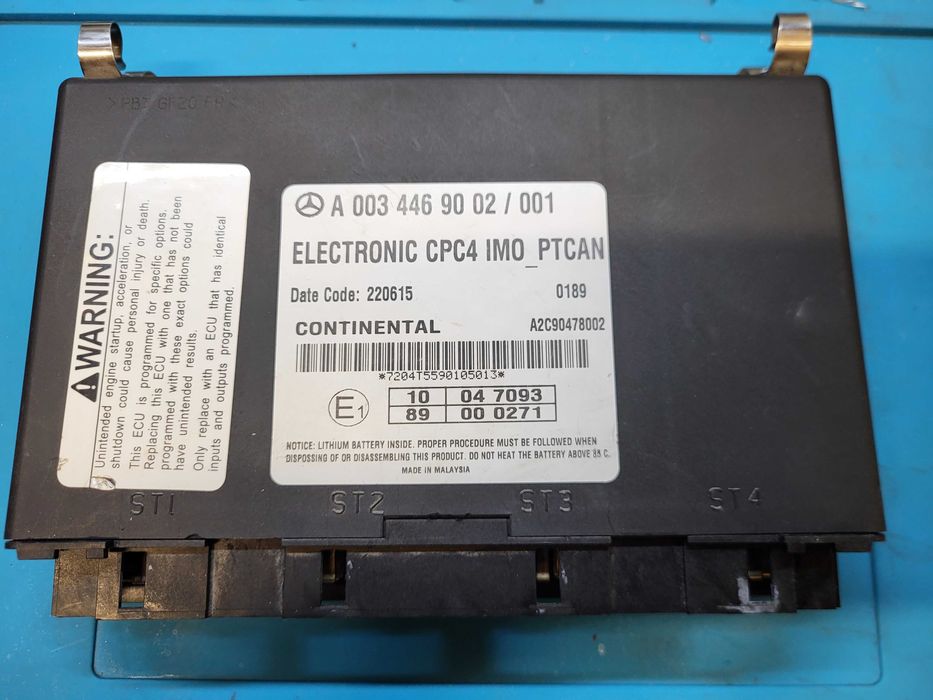 >PBT GF20 FR<
⚠WARNING:
Unintended engine startup, acceleration, or
shutdown could cause personal injury or death.
This ECU is programmed for specific options.
Replacing this ECU with one that has not been
programmed with these exact options could
have unintended results.
Only replace with an ECU that has identical
inputs and outputs programmed.
A 003 446 90 02 / 001
ELECTRONIC CPC4 IMO_PTCAN
Date Code: 220615 0189
CONTINENTAL A2C90478002
*7204T5590105013*
E1 10 04 7093
89 00 0271
NOTICE: LITHIUM BATTERY INSIDE. PROPER PROCEDURE MUST BE FOLLOWED WHEN
DISPOSING OF OR DISASSEMBLING THIS PRODUCT. DO NOT HEAT THE BATTERY ABOVE C.
MADE IN MALAYSIA
ST1 ST2 ST3 ST4